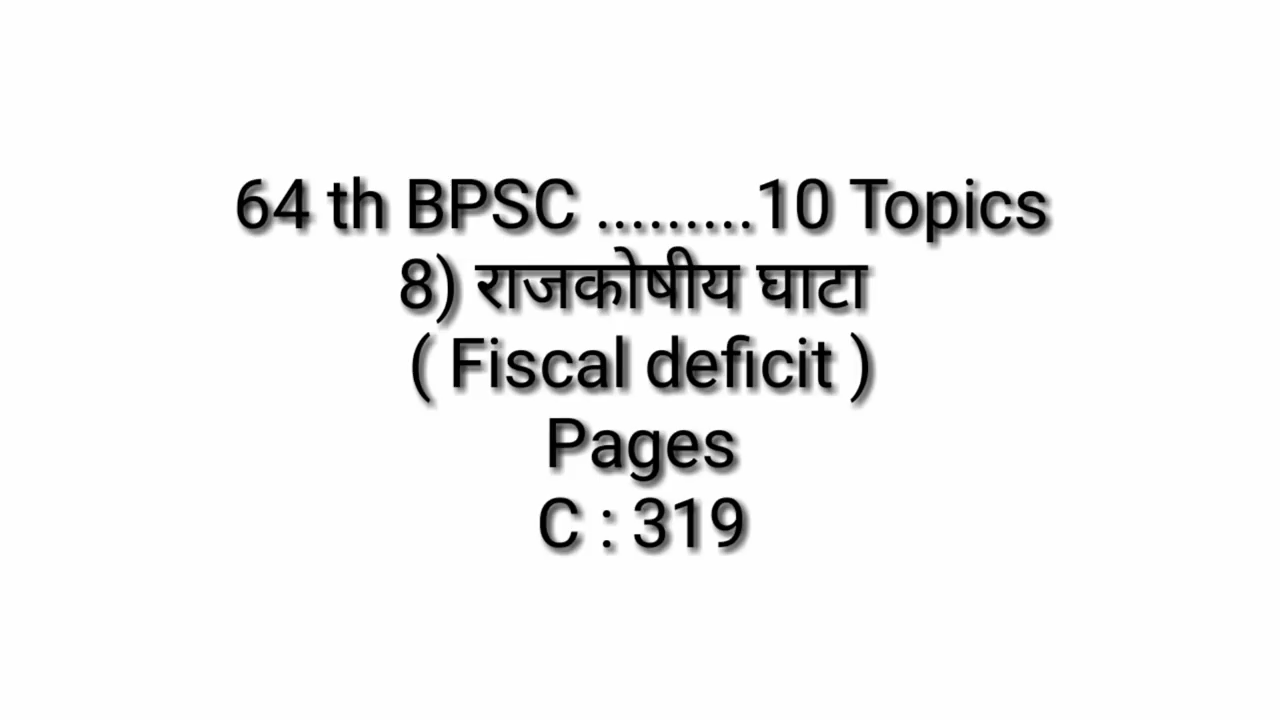 64 th BPSC .........10 Topics
8) राजकोषीय घाटा
( Fiscal deficit )
Pages
C : 319